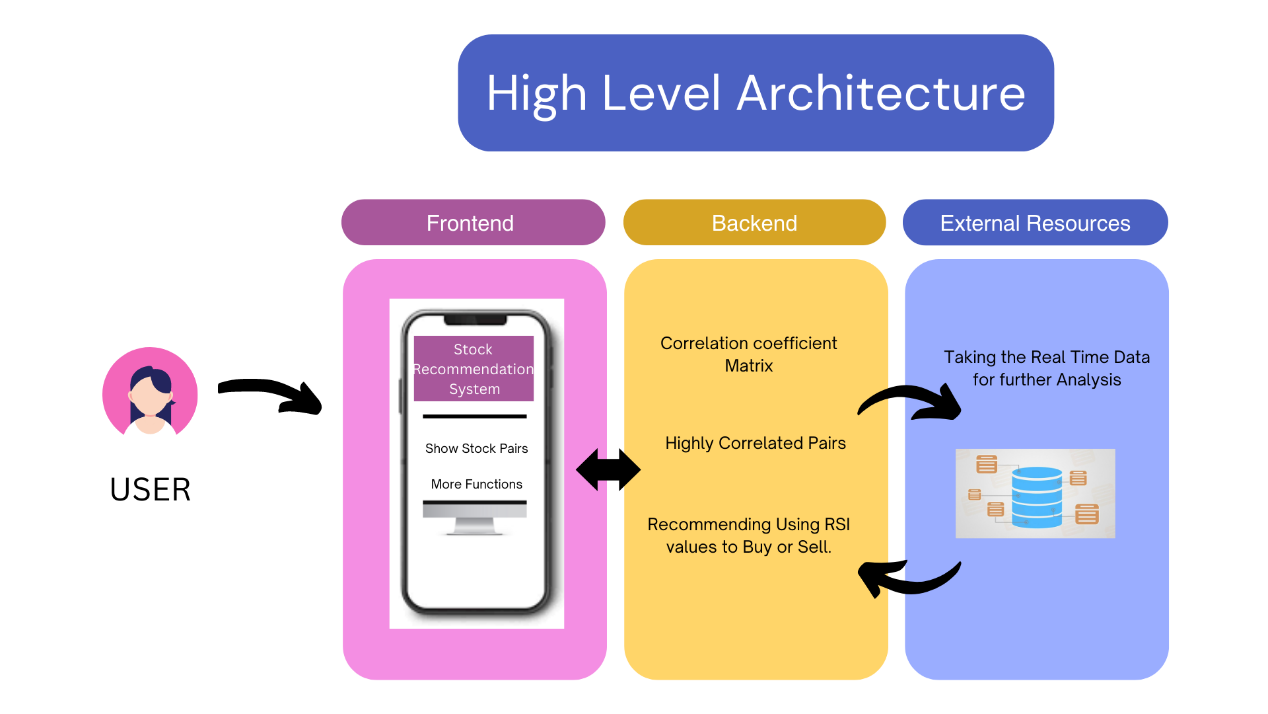 High Level Architecture
Frontend
Backend
External Resources
Stock
Recommendation
System
Show Stock Pairs
More Functions
Correlation coefficient
Matrix
Highly Correlated Pairs
Recommending Using RSI
values to Buy or Sell.
Taking the Real Time Data
for further Analysis
USER